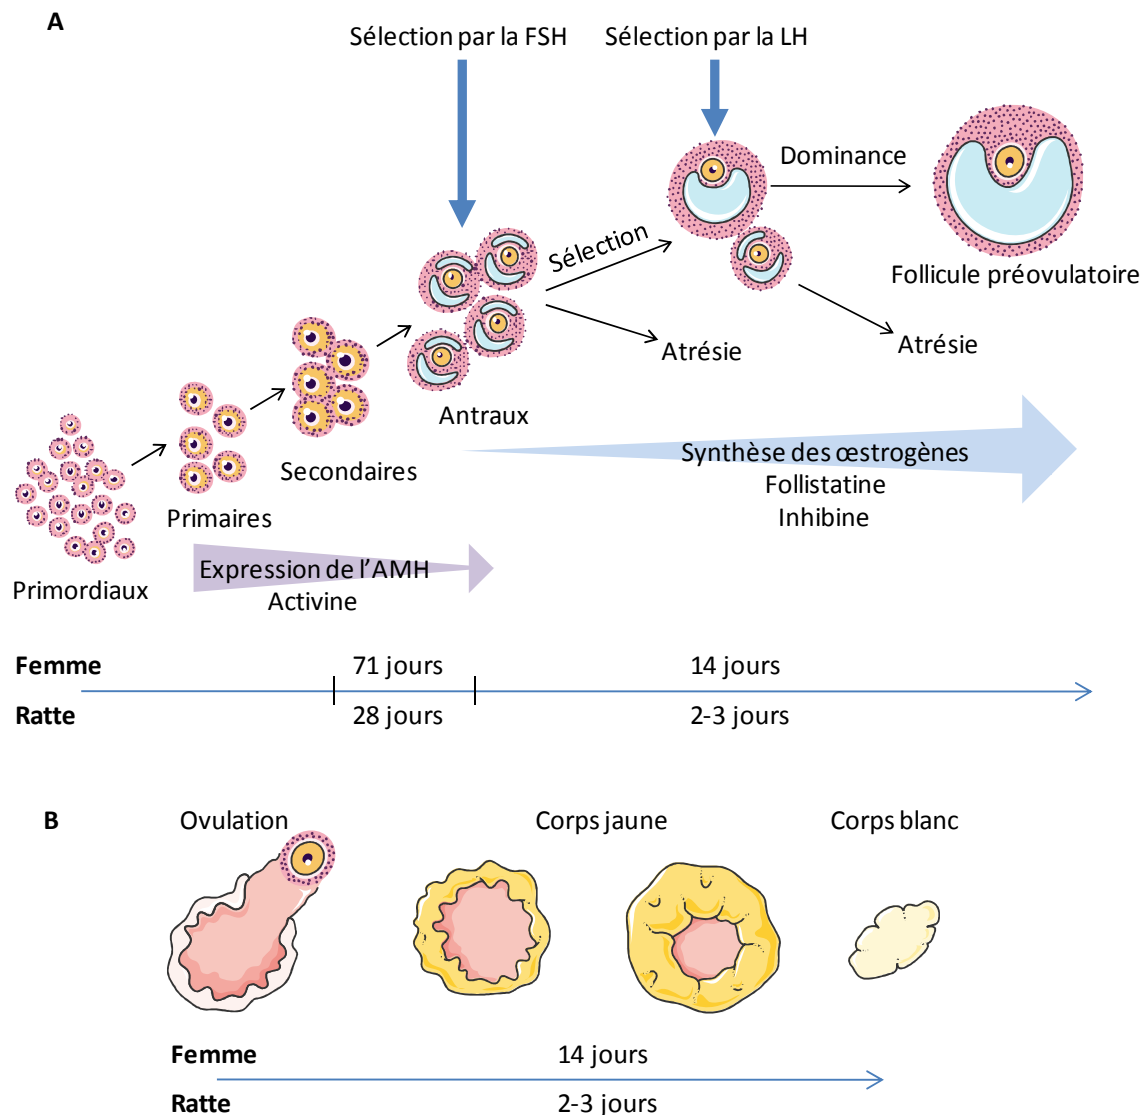 A
Sélection par la FSH
Sélection par la LH
Dominance
Sélection
Follicule préovulatoire
Atrésie
Atrésie
Antraux
Synthèse des œstrogènes
Follistatine
Inhibine
Secondaires
Primaires
Expression de l'AMH
Activine
Primordiaux
Femme 71 jours 14 jours
Ratte 28 jours 2-3 jours
B
Ovulation Corps jaune Corps blanc
Femme 14 jours
Ratte 2-3 jours